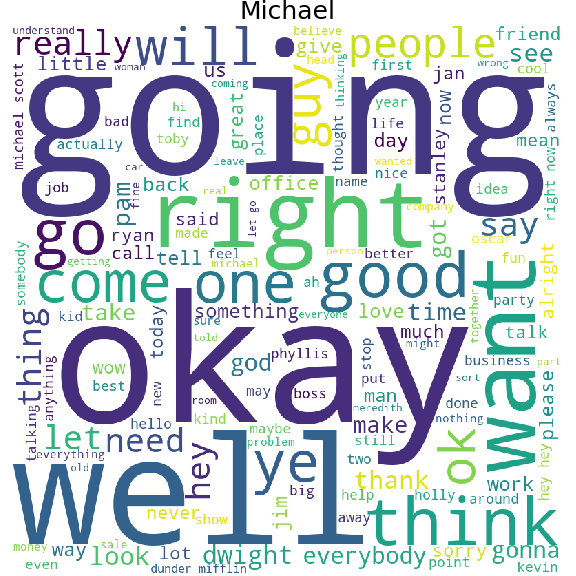 Michael
understand
really
will
people
believe
friend
little
us
give
head
first
see
going
guy
jan
now
mean
cool
wrong
woman
coming
thinking
michael scott
bad
hi
find
great
place
thought
year
life
day
stanley
always
right now
actually
toby
car
fine
leave
wanted
name
nice
job
pam
back
real
office
idea
right
go
ryan
said
made
let go
company
say
call
tell
feel
michael
person
better
got
oscar
fun
alright
somebody
getting
come
one
ah
good
party
kid
take
something
everyone
love
time
together
talk
thing
anything
today
sure
told
much
might
want
wow
best
god
phyllis
stop
business
part
okay
new
room
may
boss
put
man
meredith
sort
done
nothing
please
talking
hello
kind
make
let
need
maybe
problem
still
everything
old
hey
two
ok
hey hey
well
yel
thank
work
never
show
big
jim
help
holly
around
away
think
money
sale
way
look
lot
dwight
everybody
sorry
gonna
even
dunder mifflin
point
kevin